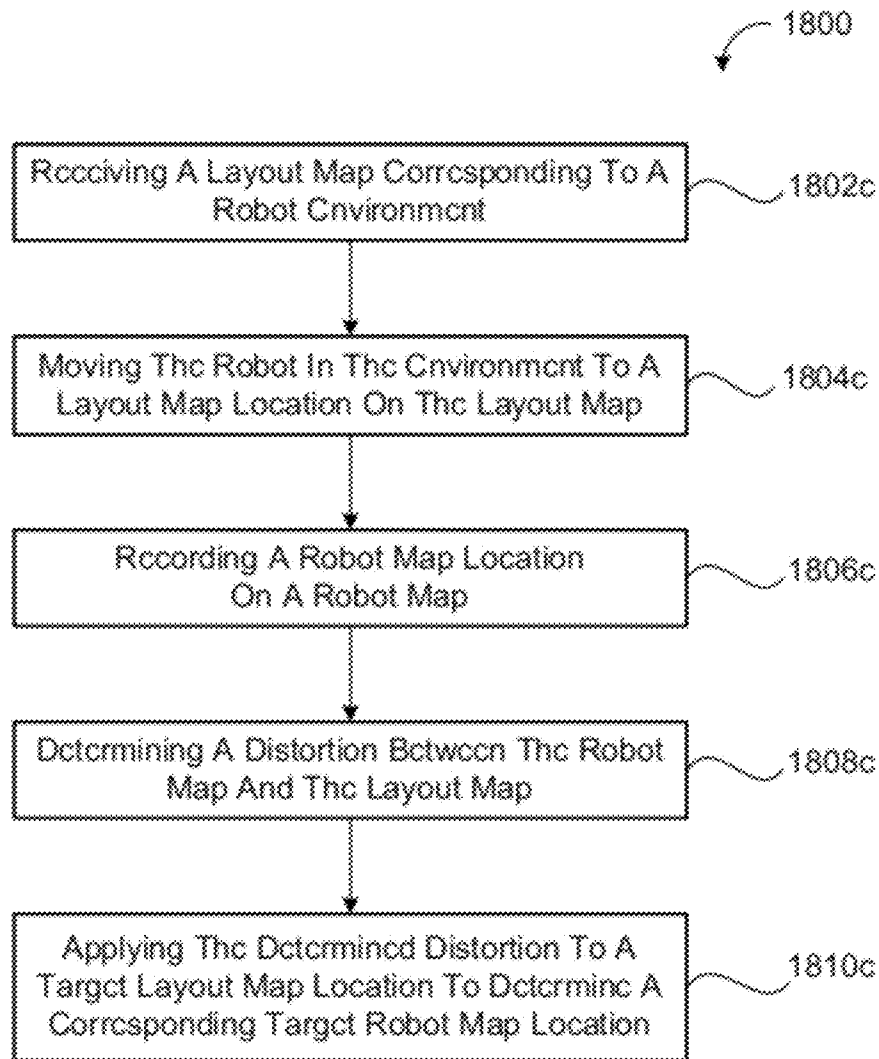 1800
Rccciving A Layout Map Corrcsponding To A
Robot Cnvironmcnt
1802c
Moving Thc Robot In Thc Cnvironmcnt To A
Layout Map Location On Thc Layout Map
1804c
Rccording A Robot Map Location
On A Robot Map
1806c
Dctcrmining A Distortion Bctwccn Thc Robot
Map And Thc Layout Map
1808c
Applying Thc Dctcrmincd Distortion To A
Targct Layout Map Location To Dctcrminc A
Corrcsponding Targct Robot Map Location
1810c